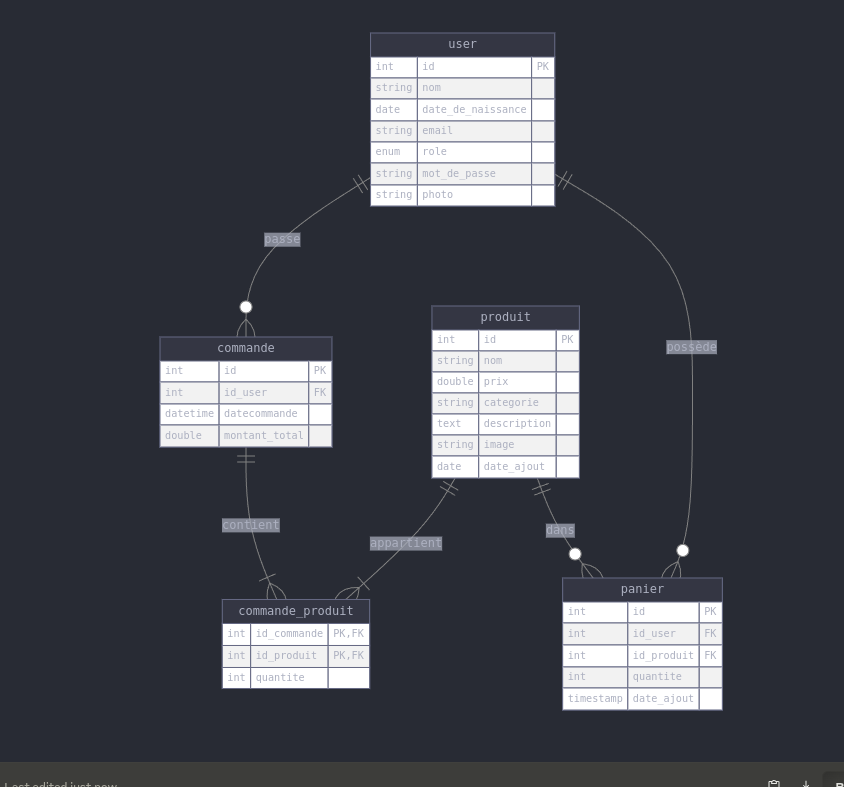 user
int id PK
string nom
date date_de_naissance
string email
enum role
string mot_de_passe
string photo
passe
produit
int id PK
string nom
double prix
string categorie
text description
string image
date date_ajout
commande
int id PK
int id_user FK
datetime datecommande
double montant_total
possède
contient
appartient
dans
commande_produit
int id_commande PK,FK
int id_produit PK,FK
int quantite
panier
int id PK
int id_user FK
int id_produit FK
int quantite
timestamp date_ajout
Last edited just now